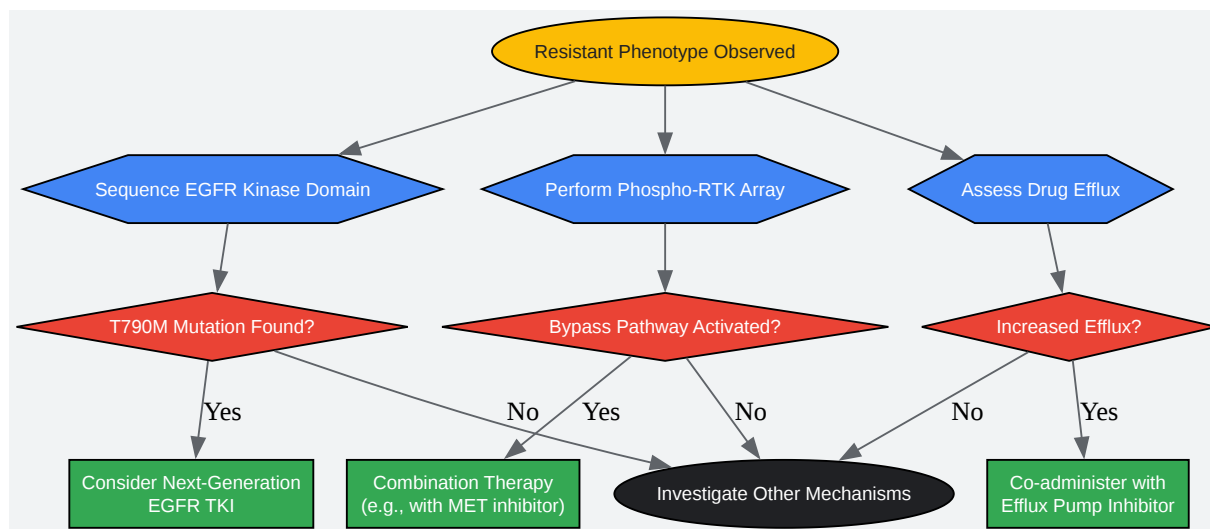 Resistant Phenotype Observed
Sequence EGFR Kinase Domain
Perform Phospho-RTK Array
Assess Drug Efflux
T790M Mutation Found?
Bypass Pathway Activated?
Increased Efflux?
Yes
No
Yes
No
No
Yes
Consider Next-Generation
EGFR TKI
Combination Therapy
(e.g., with MET inhibitor)
Investigate Other Mechanisms
Co-administer with
Efflux Pump Inhibitor